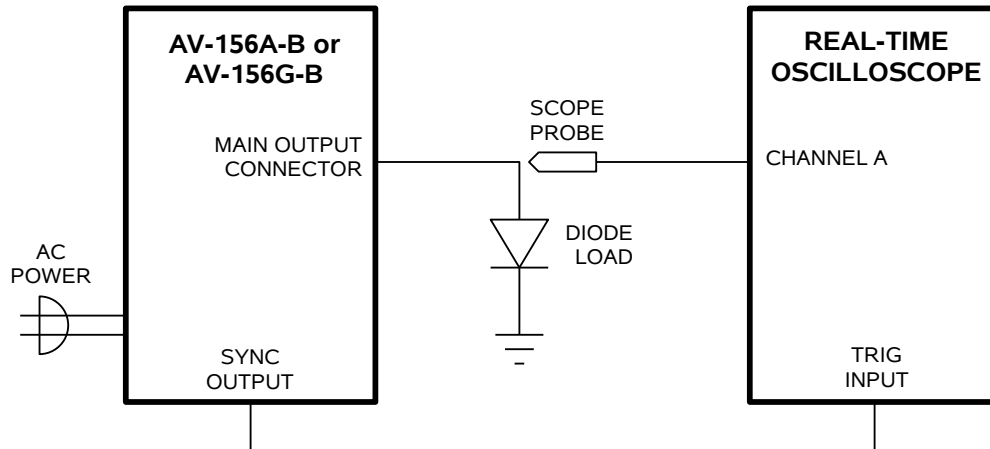 AV-156A-B or
AV-156G-B
REAL-TIME
OSCILLOSCOPE
SCOPE
PROBE
MAIN OUTPUT
CONNECTOR
CHANNEL A
DIODE
LOAD
AC
POWER
SYNC
OUTPUT
TRIG
INPUT